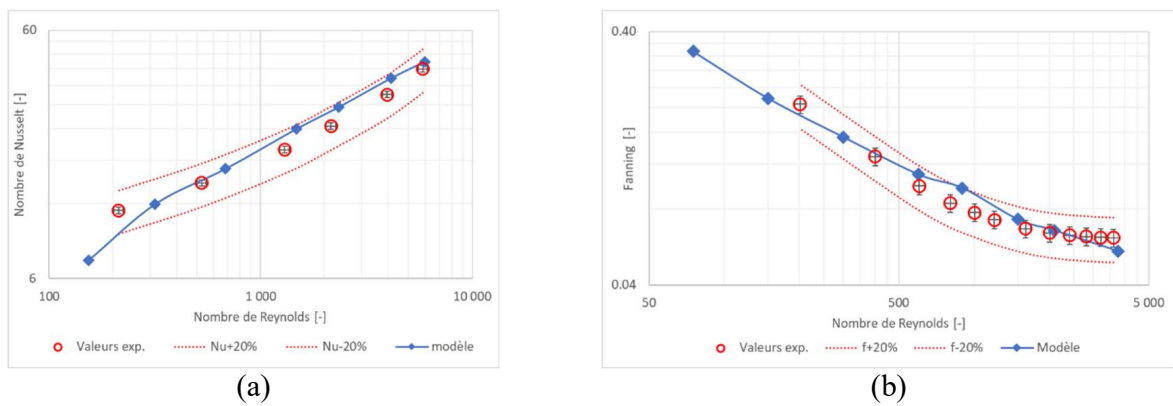 60
Nombre de Nusselt [-]
6
100
1 000
10 000
Nombre de Reynolds [-]
Valeurs exp.
Nu+20%
Nu-20%
modèle
(a)
0.40
Fanning [-]
0.04
50
500
5 000
Nombre de Reynolds [-]
Valeurs exp.
f+20%
f-20%
Modèle
(b)